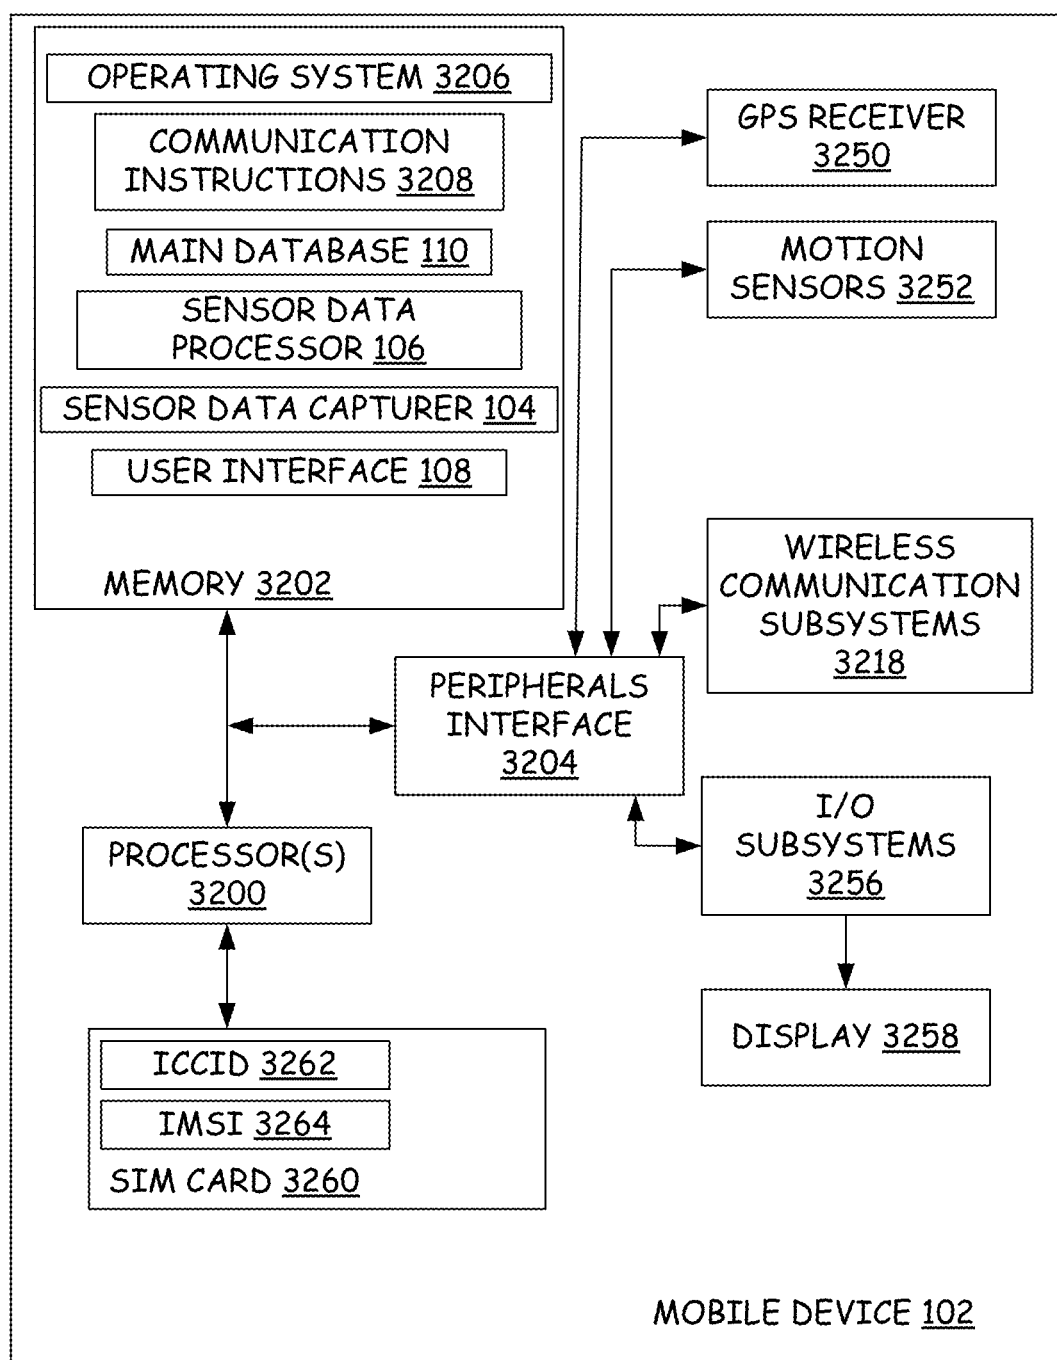 OPERATING SYSTEM 3206
COMMUNICATION
INSTRUCTIONS 3208
MAIN DATABASE 110
SENSOR DATA
PROCESSOR 106
SENSOR DATA CAPTURER 104
USER INTERFACE 108
MEMORY 3202
GPS RECEIVER
3250
MOTION
SENSORS 3252
WIRELESS
COMMUNICATION
SUBSYSTEMS
3218
PERIPHERALS
INTERFACE
3204
I/O
SUBSYSTEMS
3256
PROCESSOR(S)
3200
DISPLAY 3258
ICCID 3262
IMSI 3264
SIM CARD 3260
MOBILE DEVICE 102